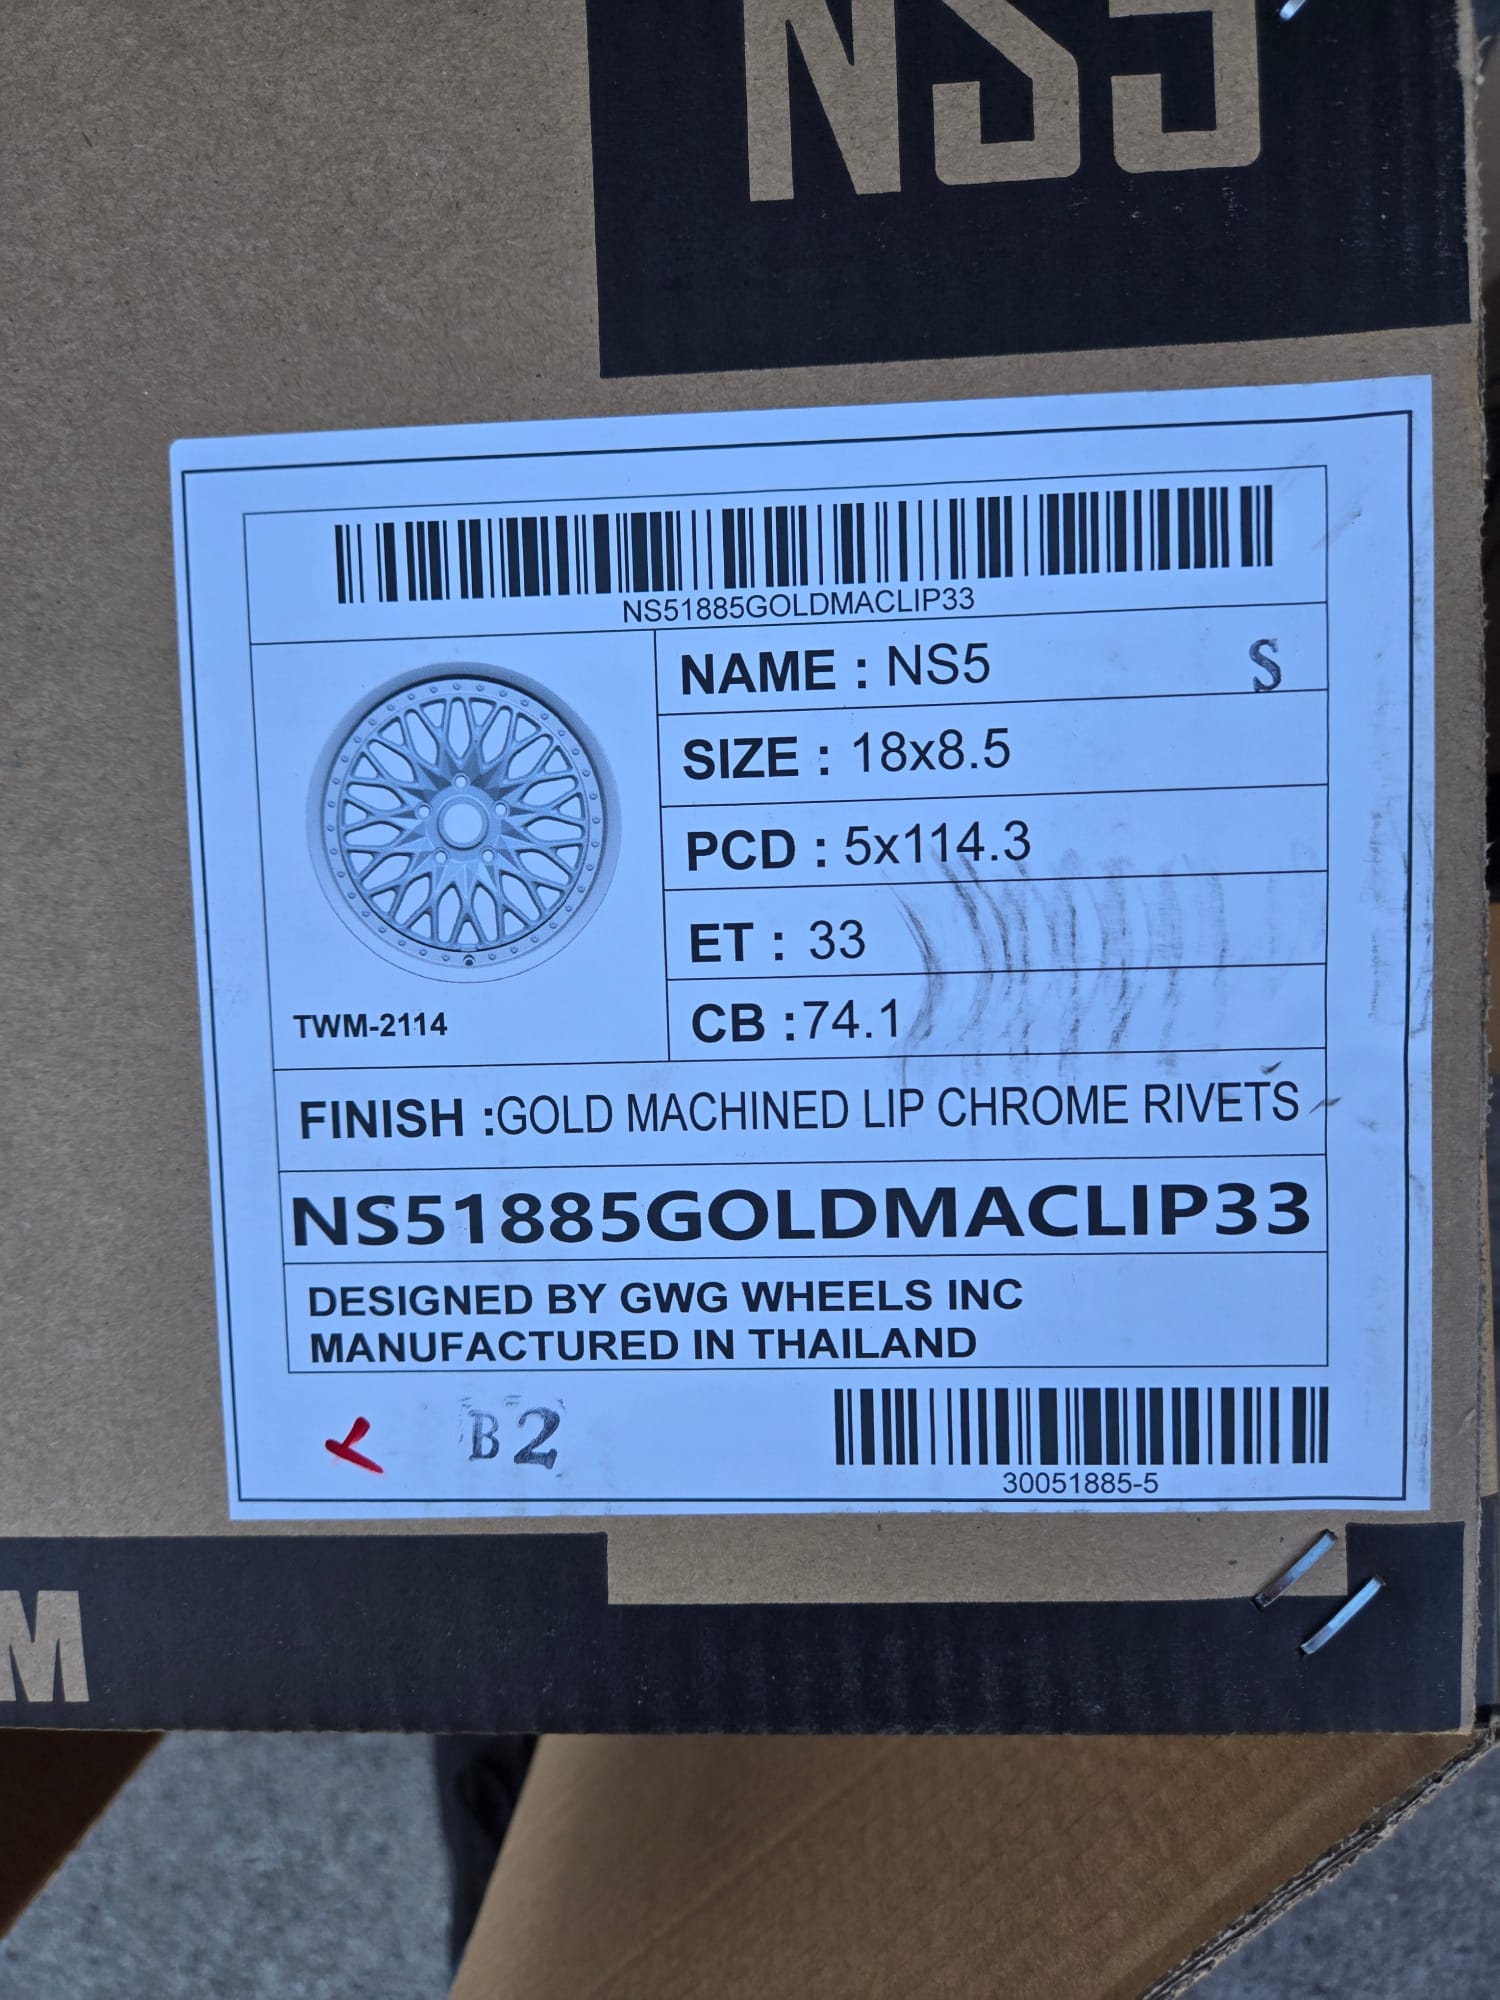 NS5
NS51885GOLDMACLIP33
NAME : NS5
S
SIZE : 18x8.5
PCD : 5x114.3
ET : 33
CB :74.1
TWM-2114
FINISH :GOLD MACHINED LIP CHROME RIVETS
NS51885GOLDMACLIP33
DESIGNED BY GWG WHEELS INC
MANUFACTURED IN THAILAND
B2
30051885-5
M